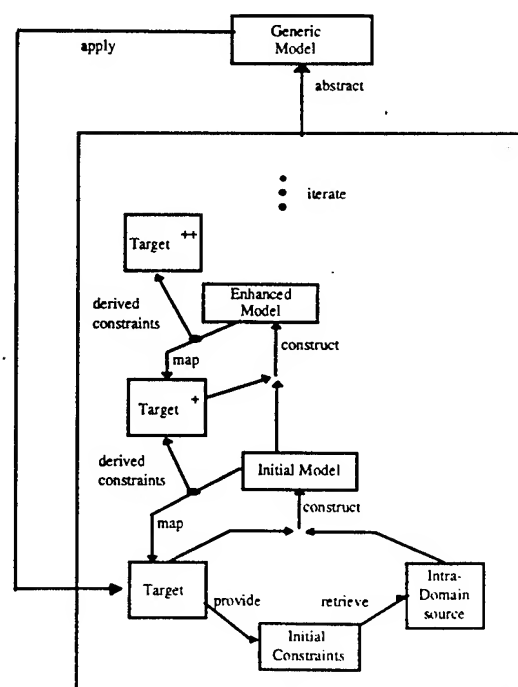 Generic
Model
apply
abstract
iterate
Target ++
derived
constraints
Enhanced
Model
construct
map
Target +
derived
constraints
Initial Model
construct
map
Target
provide
retrieve
Intra-
Domain
source
Initial
Constraints